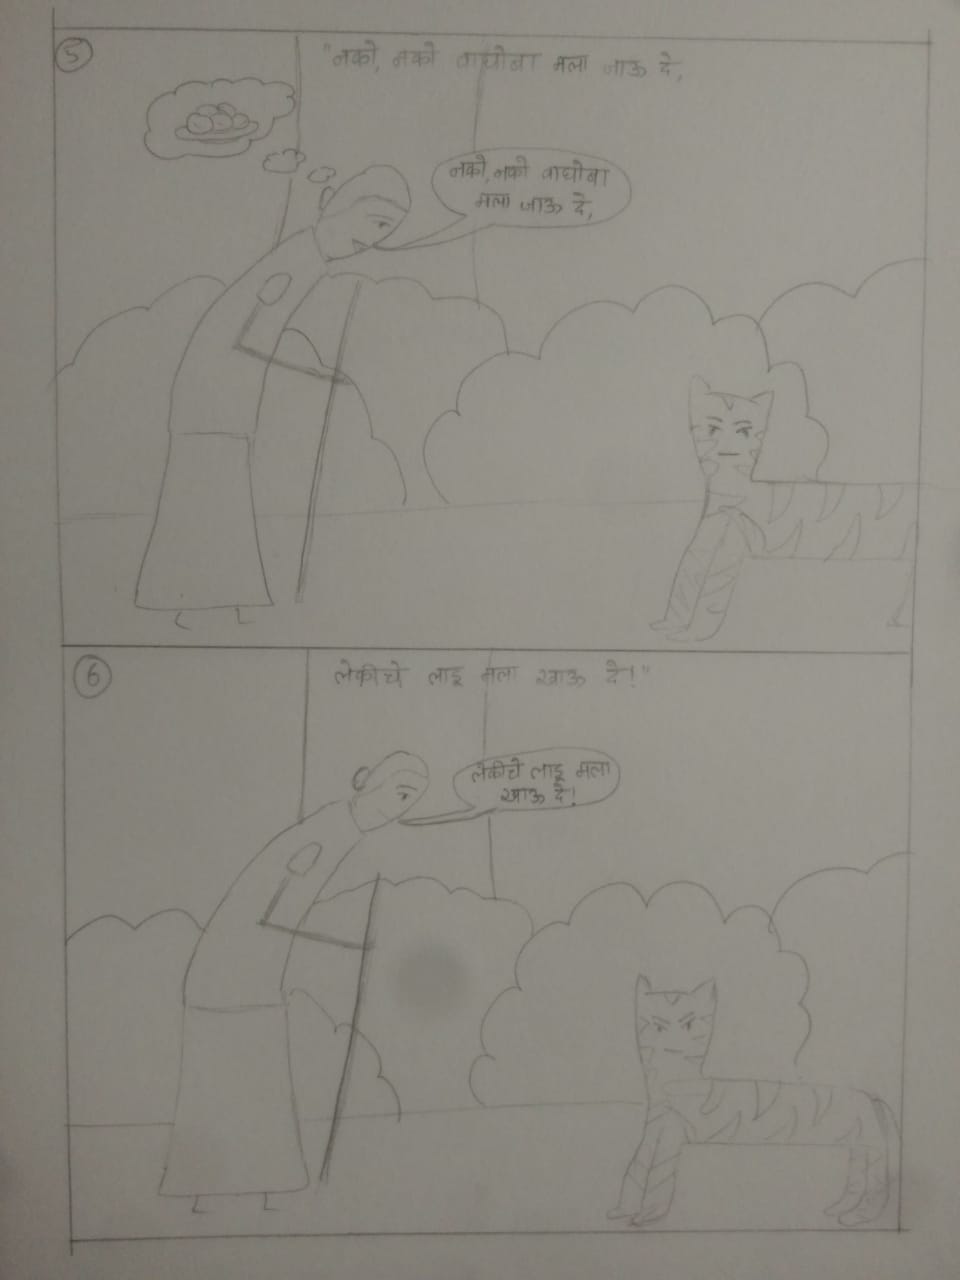 5
"नको, नको वाघोबा मला जाऊ दे,
नको, नको वाघोबा
मला जाऊ दे,
6
लेकीचे लाडू मला खाऊ दे!"
लेकीचे लाडू मला
खाऊ दे!